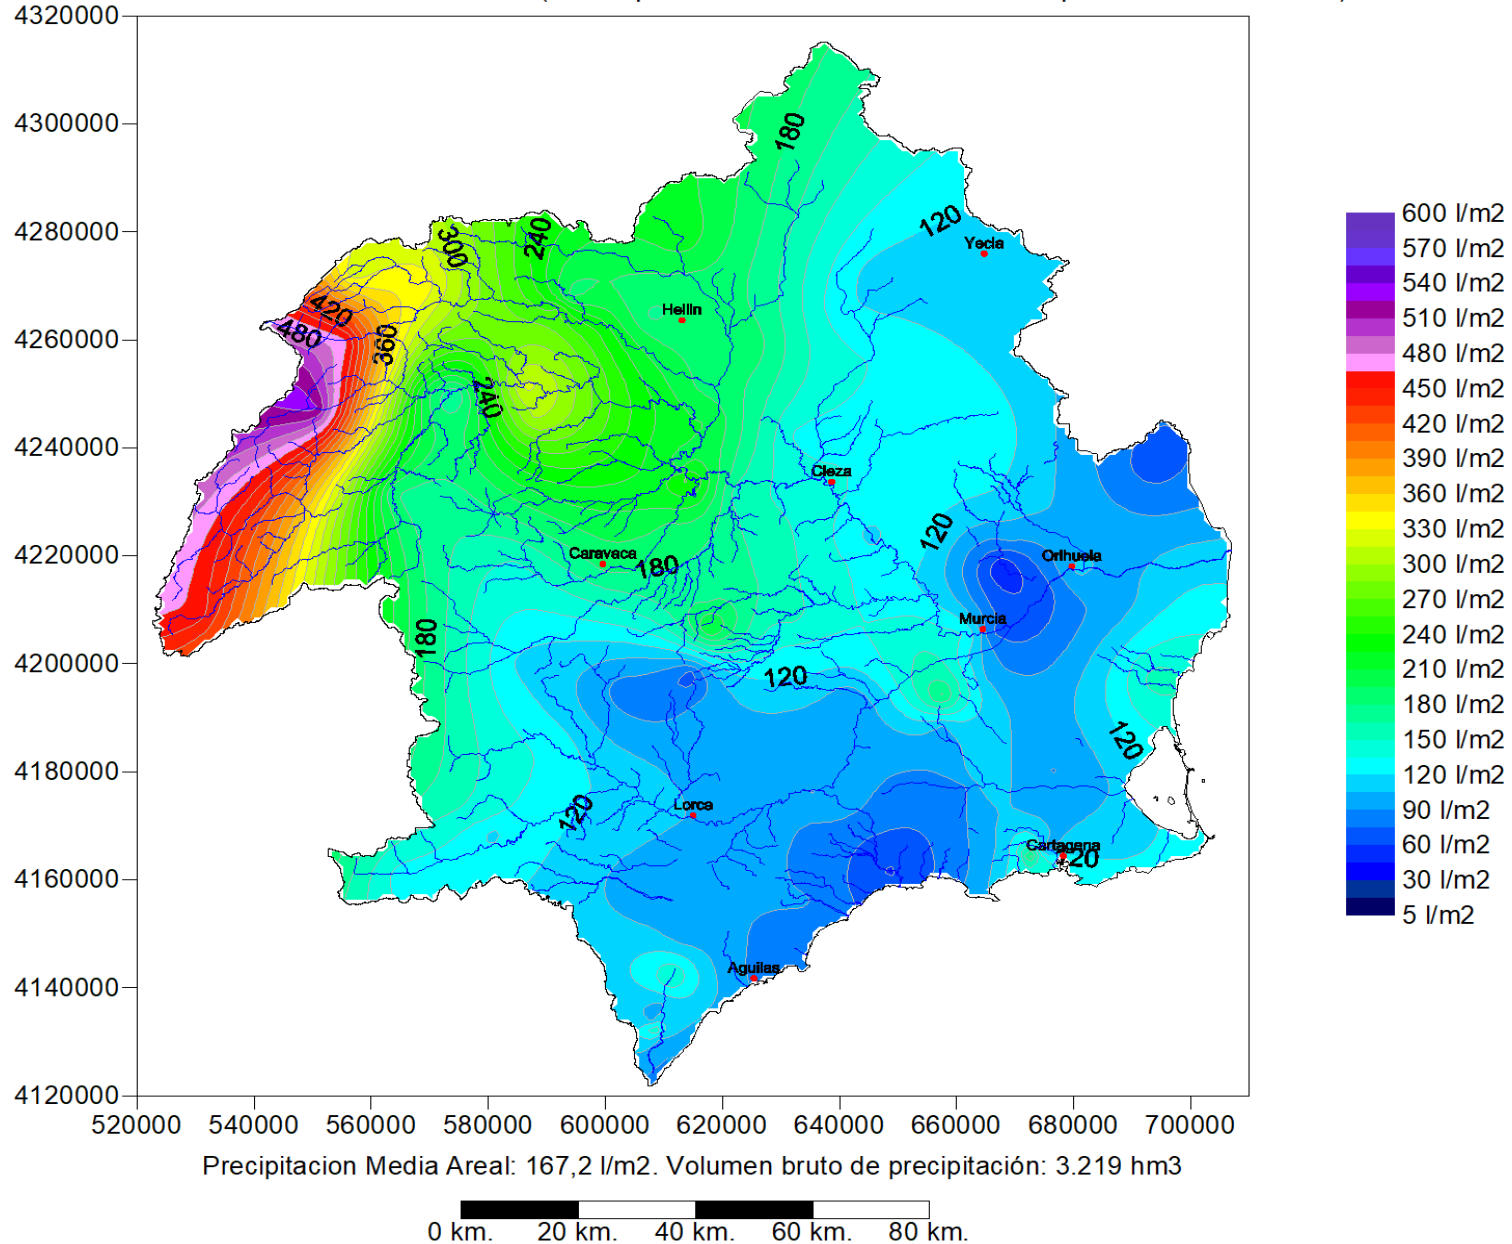 4320000
4300000
4280000
4260000
4240000
4220000
4200000
4180000
4160000
4140000
4120000
520000 540000 560000 580000 600000 620000 640000 660000 680000 700000
180
120
Yecla
300
240
420
480
360
Hellin
240
Cieza
120
Caravaca
180
Orihuela
Murcia
180
120
120
120
Lorca
Cartagena
20
Aguilas
600 l/m2
570 l/m2
540 l/m2
510 l/m2
480 l/m2
450 l/m2
420 l/m2
390 l/m2
360 l/m2
330 l/m2
300 l/m2
270 l/m2
240 l/m2
210 l/m2
180 l/m2
150 l/m2
120 l/m2
90 l/m2
60 l/m2
30 l/m2
5 l/m2
Precipitacion Media Areal: 167,2 l/m2. Volumen bruto de precipitación: 3.219 hm3
0 km. 20 km. 40 km. 60 km. 80 km.